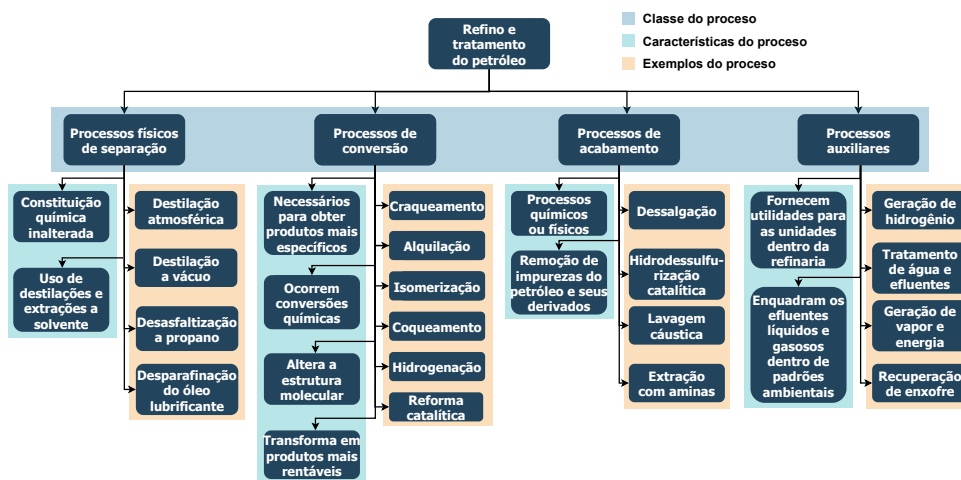 Refino e
tratamento
do petróleo
Classe do proceso
Características do proceso
Exemplos do proceso
Processos físicos
de separação
Processos de
conversão
Processos de
acabamento
Processos
auxiliares
Constituição
química
inalterada
Uso de
destilações e
extrações a
solvente
Destilação
atmosférica
Destilação
a vácuo
Desasfaltização
a propano
Desparafinação
do óleo
lubrificante
Necessários
para obter
produtos mais
específicos
Ocorrem
conversões
químicas
Altera a
estrutura
molecular
Transforma em
produtos mais
rentáveis
Craqueamento
Alquilação
Isomerização
Coqueamento
Hidrogenação
Reforma
catalítica
Processos
químicos
ou físicos
Remoção de
impurezas do
petróleo e seus
derivados
Dessalgação
Hidrodessulfu-
rização
catalítica
Lavagem
cáustica
Extração
com aminas
Fornecem
utilidades para
as unidades
dentro da
refinaria
Enquadram os
efluentes
líquidos e
gasosos
dentro de
padrões
ambientais
Geração de
hidrogênio
Tratamento
de água e
efluentes
Geração de
vapor e
energia
Recuperação
de enxofre